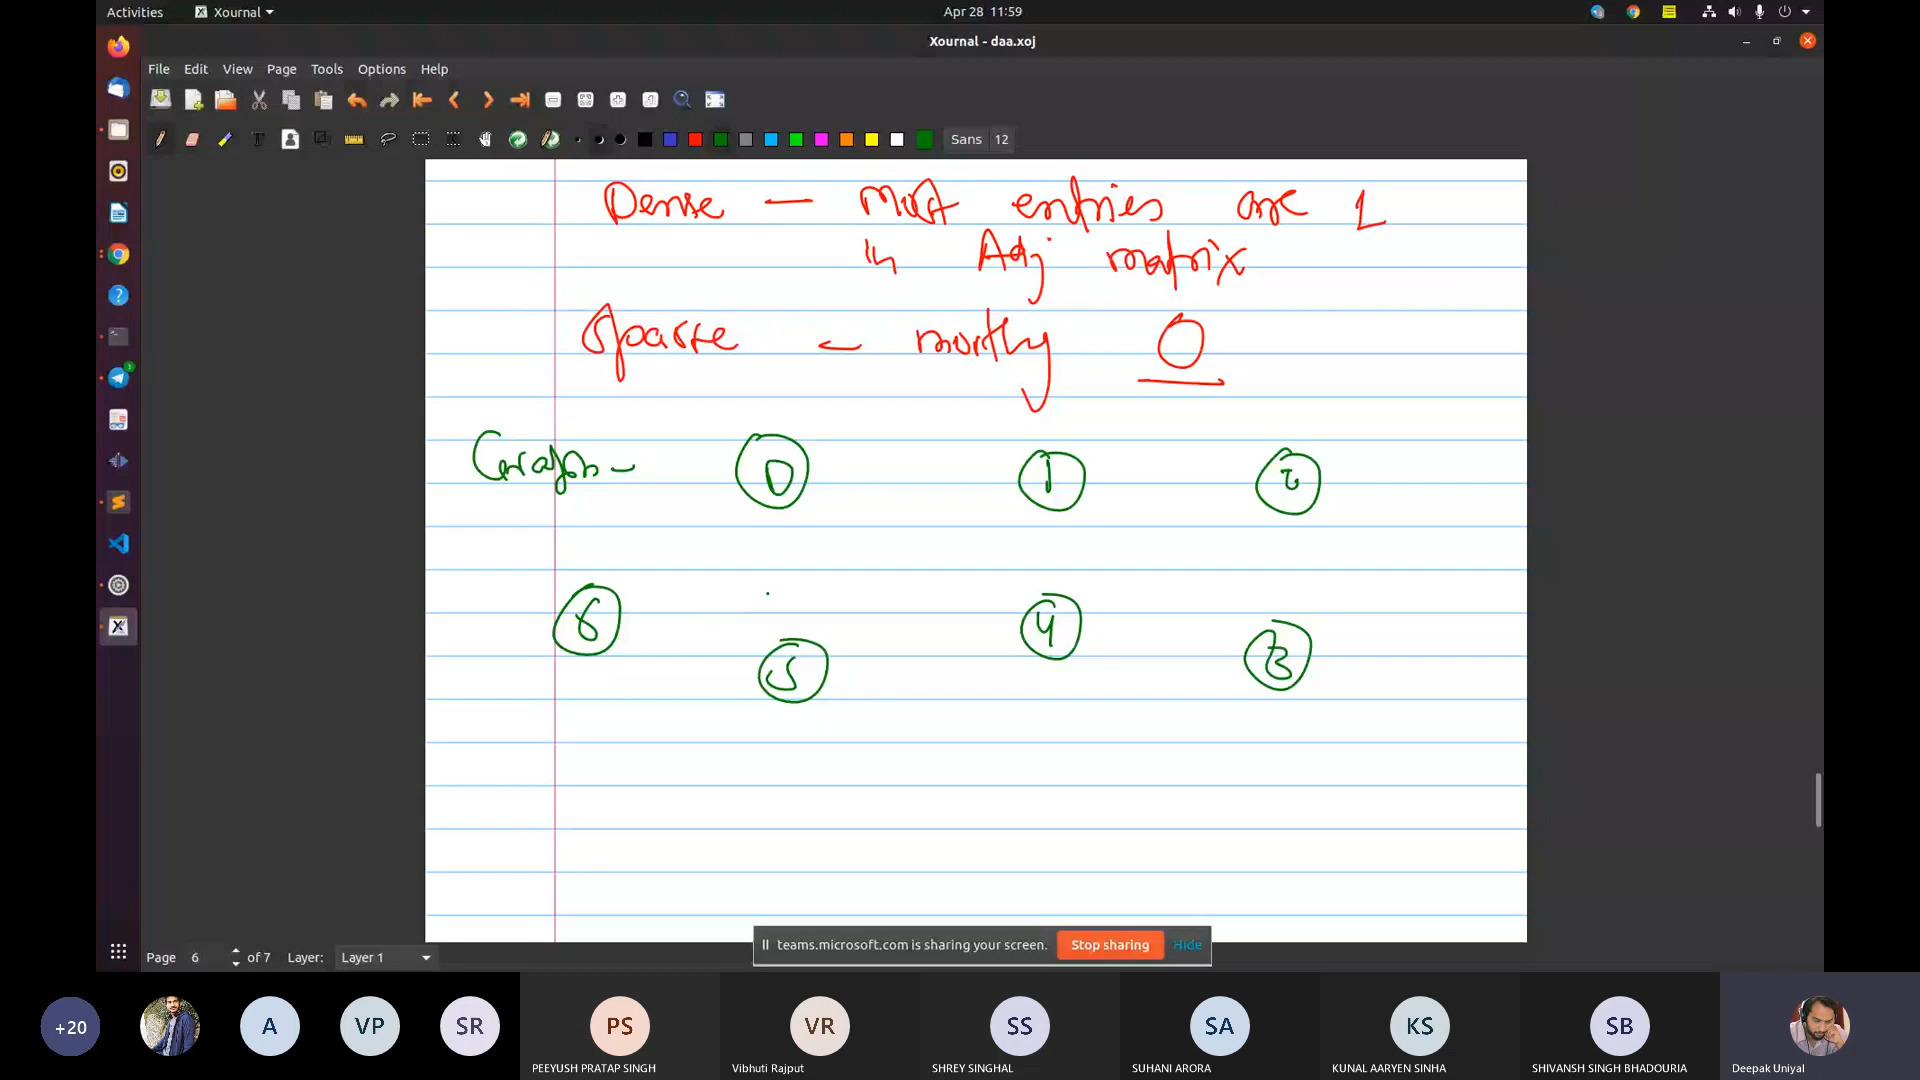 Activities Xournal Apr 28 11:59
Xournal - daa.xoj
File Edit View Page Tools Options Help
Sans 12
Dense — Most entries are 1
in Adj matrix
Sparse — mostly 0
Graph - 0 1 2
6 5 4 3
Page 6 of 7 Layer: Layer 1
teams.microsoft.com is sharing your screen. Stop sharing Hide
+20 A VP SR PS VR SS SA KS SB
PEEYUSH PRATAP SINGH Vibhuti Rajput SHREY SINGHAL SUHANI ARORA KUNAL AARYEN SINHA SHIVANSH SINGH BHADOURIA Deepak Uniyal